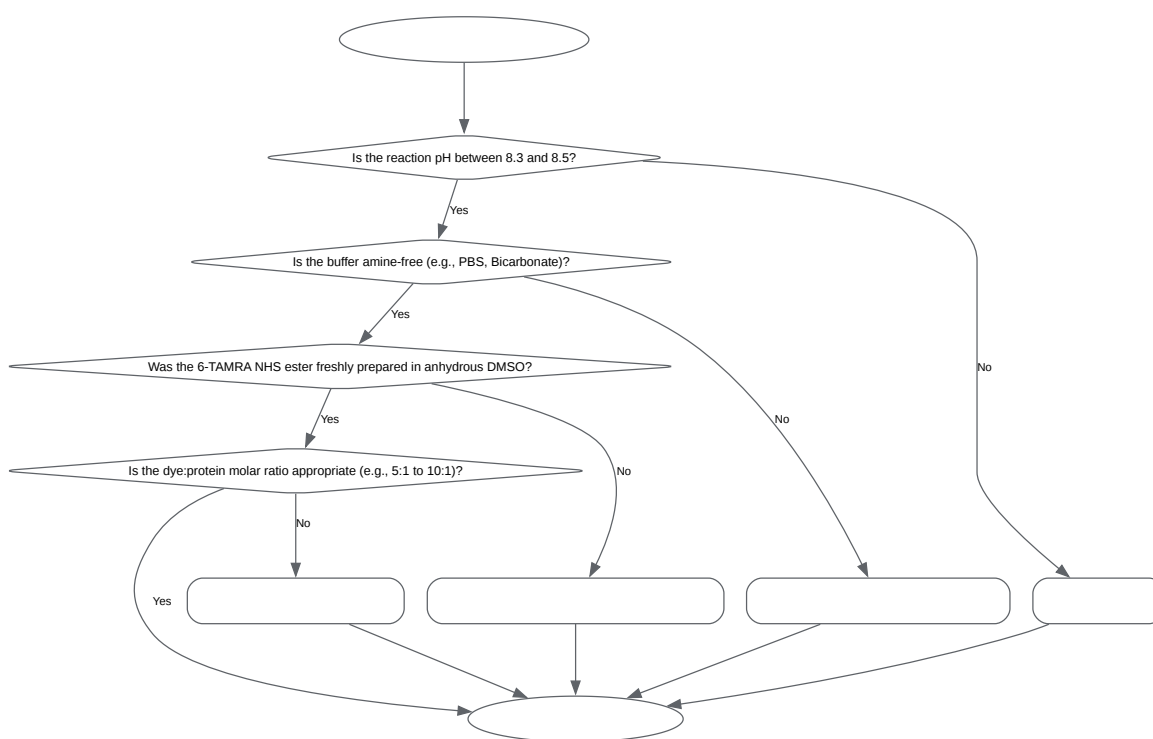 Is the reaction pH between 8.3 and 8.5?
Yes
Is the buffer amine-free (e.g., PBS, Bicarbonate)?
Yes
Was the 6-TAMRA NHS ester freshly prepared in anhydrous DMSO?
No
Yes
No
Is the dye:protein molar ratio appropriate (e.g., 5:1 to 10:1)?
No
No
Yes